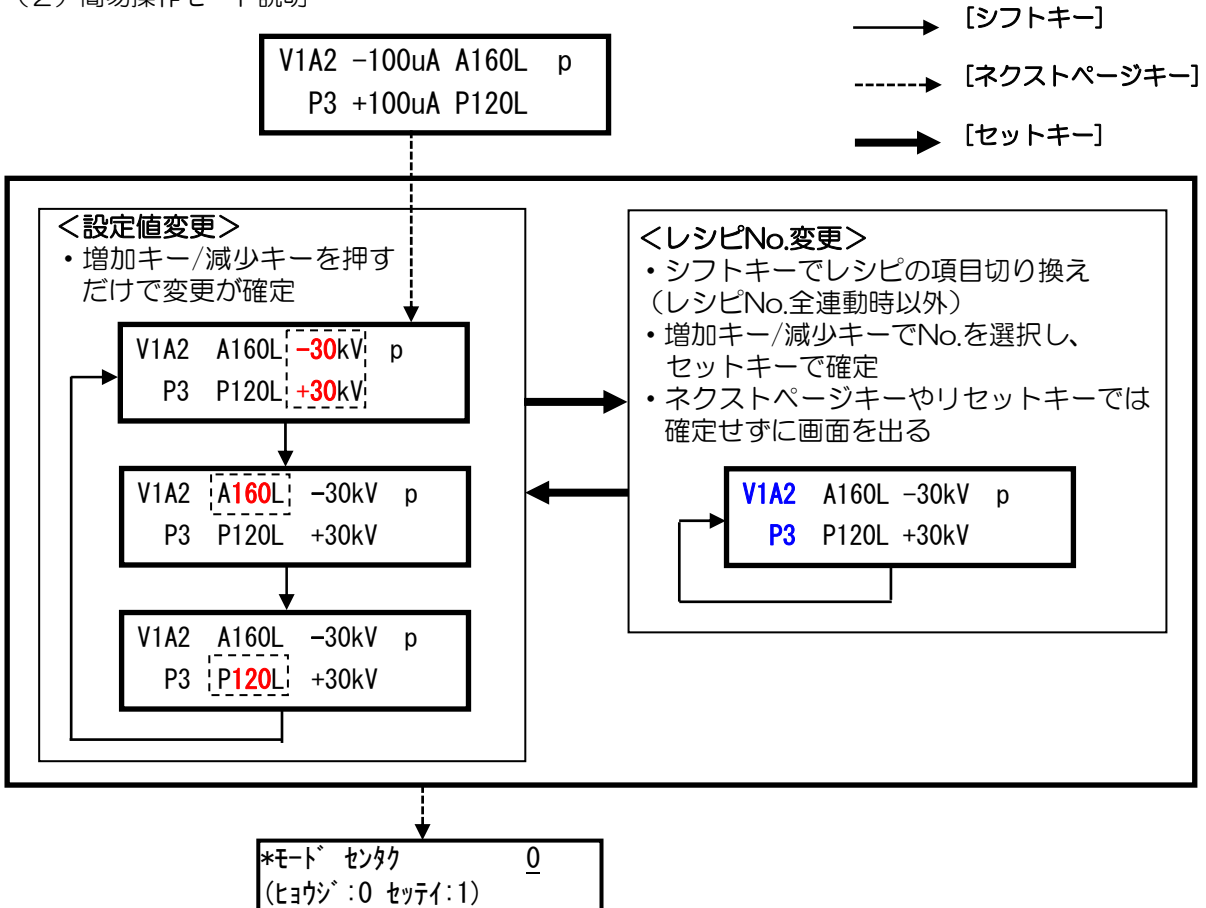 (2)簡易操作モード説明
[シフトキー]
[ネクストページキー]
[セットキー]
V1A2 -100uA A160L p
P3 +100uA P120L
<設定値変更>
・増加キー/減少キーを押す
だけで変更が確定
V1A2 A160L -30kV p
P3 P120L +30kV
V1A2 A160L -30kV p
P3 P120L +30kV
V1A2 A160L -30kV p
P3 P120L +30kV
<レシピNo.変更>
・シフトキーでレシピの項目切り換え
(レシピNo.全連動時以外)
・増加キー/減少キーでNo.を選択し、
セットキーで確定
・ネクストページキーやリセットキーでは
確定せずに画面を出る
V1A2 A160L -30kV p
P3 P120L +30kV
*モード センタク 0
(ヒョウジ:0 セッテイ:1)